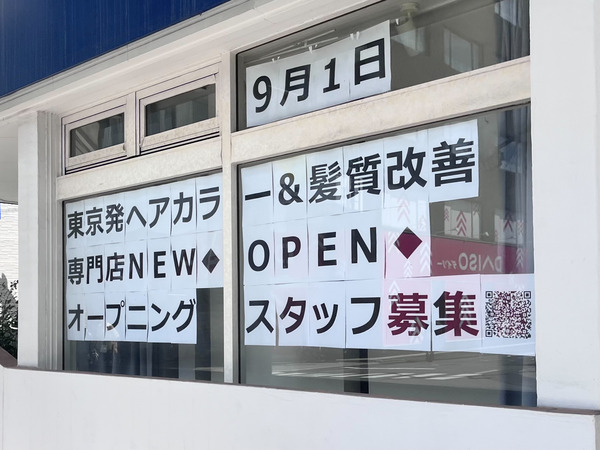 9月1日
東京発ヘアカラー&髪質改善
専門店NEW◆OPEN◆
オープニングスタッフ募集
DAISO